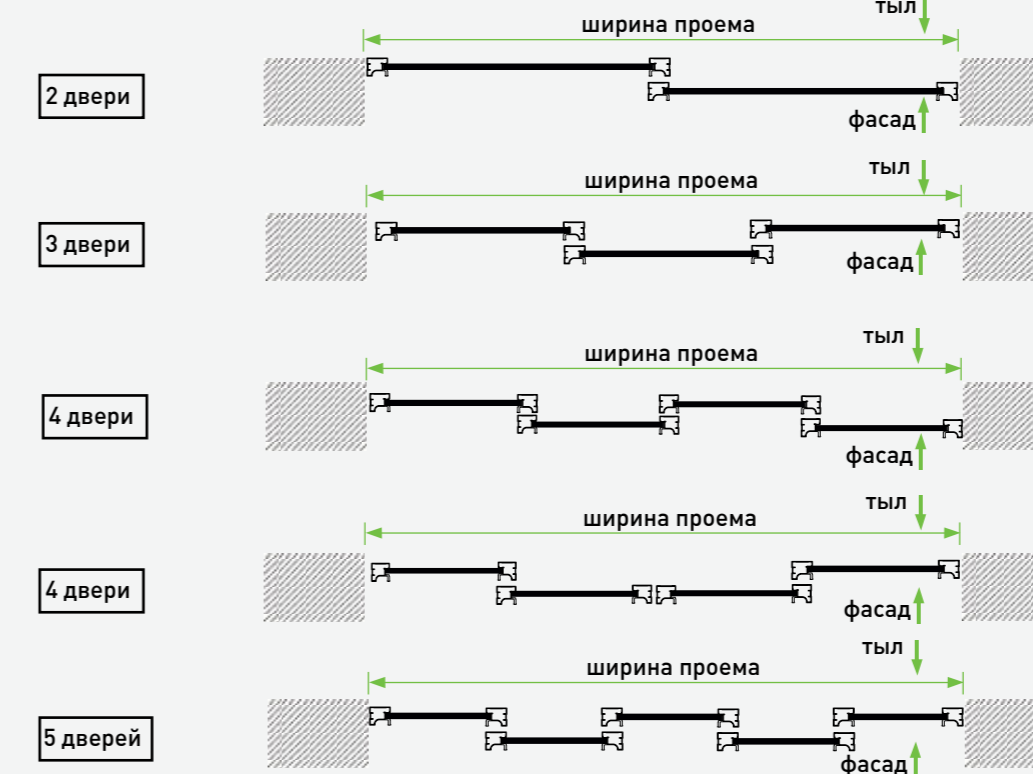 тыл
ширина проема
2 двери
фасад
тыл
ширина проема
3 двери
фасад
тыл
ширина проема
4 двери
фасад
тыл
ширина проема
4 двери
фасад
тыл
ширина проема
5 дверей
фасад